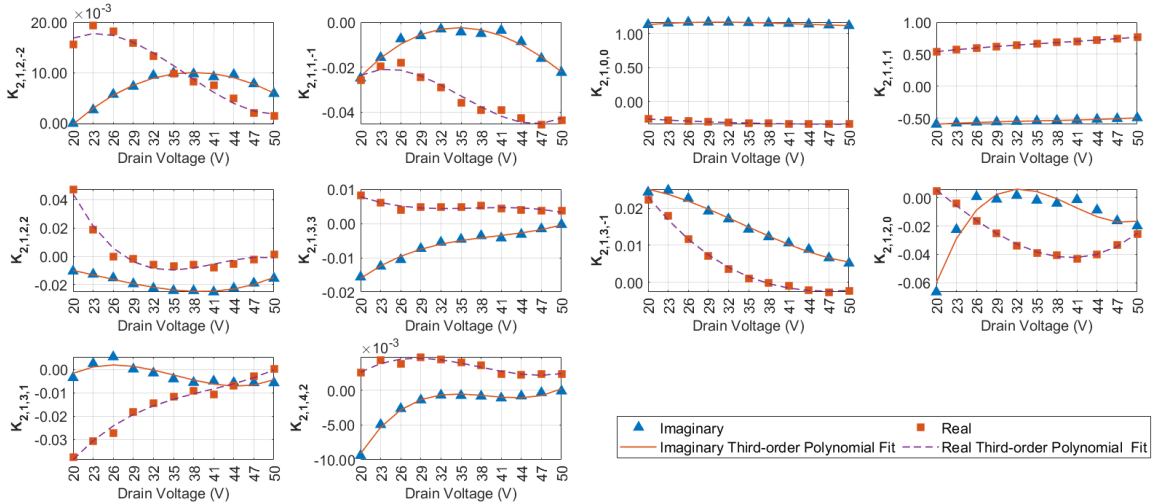 ×10⁻³
20.00
10.00
0.00
K2,1,1,2,-2
20 23 26 29 32 35 38 41 44 47 50
Drain Voltage (V)
0.00
-0.02
-0.04
K2,1,1,1,-1
20 23 26 29 32 35 38 41 44 47 50
Drain Voltage (V)
1.00
0.50
0.00
K2,1,0,0
20 23 26 29 32 35 38 41 44 47 50
Drain Voltage (V)
1.00
0.50
0.00
-0.50
K2,1,1,1
20 23 26 29 32 35 38 41 44 47 50
Drain Voltage (V)
0.04
0.02
0.00
-0.02
K2,1,2,2
20 23 26 29 32 35 38 41 44 47 50
Drain Voltage (V)
0.01
0.00
-0.01
-0.02
K2,1,3,3
20 23 26 29 32 35 38 41 44 47 50
Drain Voltage (V)
0.02
0.01
0.00
K2,1,3,-1
20 23 26 29 32 35 38 41 44 47 50
Drain Voltage (V)
0.00
-0.02
-0.04
-0.06
K2,1,2,0
20 23 26 29 32 35 38 41 44 47 50
Drain Voltage (V)
0.00
-0.01
-0.02
-0.03
K2,1,3,1
20 23 26 29 32 35 38 41 44 47 50
Drain Voltage (V)
×10⁻³
0.00
-5.00
-10.00
K2,1,4,2
20 23 26 29 32 35 38 41 44 47 50
Drain Voltage (V)
Imaginary
Real
Imaginary Third-order Polynomial Fit
Real Third-order Polynomial Fit